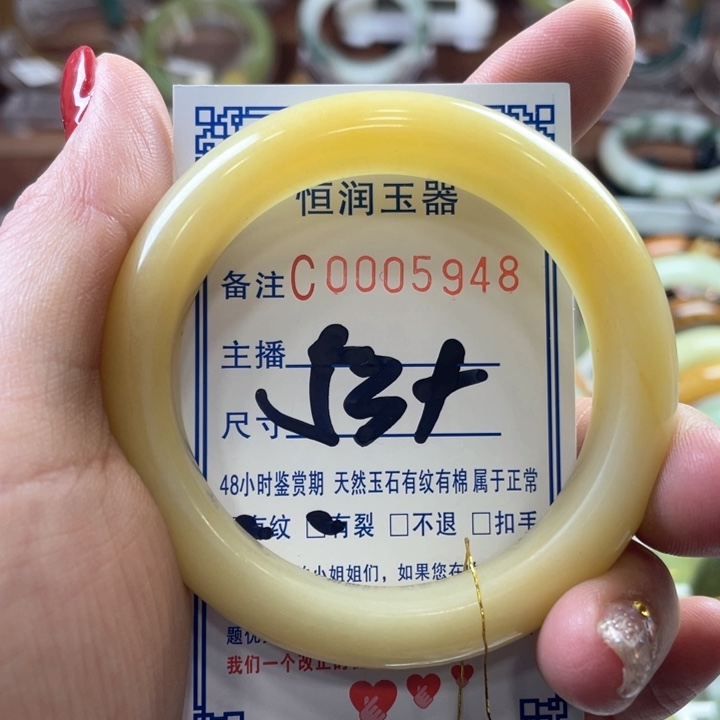 恒润玉器
备注C0005948
主播
尺寸 53+
48小时鉴赏期 天然玉石有纹有棉属于正常
有纹 □有裂 □不退 □扣手
小姐姐们，如果您在
题
我们一个改正的